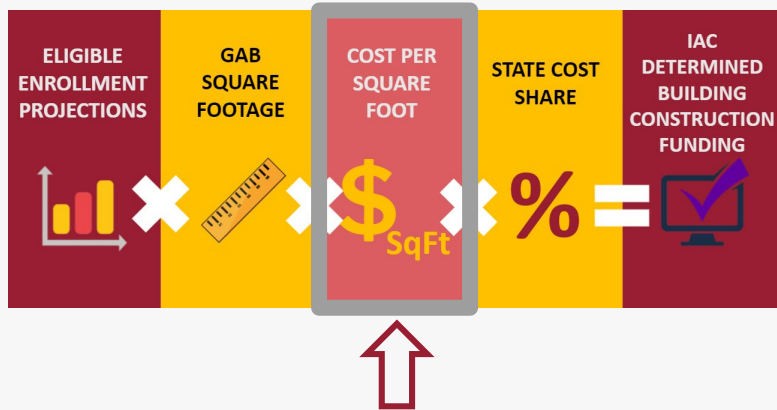 ELIGIBLE
ENROLLMENT
PROJECTIONS
GAB
SQUARE
FOOTAGE
COST PER
SQUARE
FOOT
$
SqFt
STATE COST
SHARE
%
=
IAC
DETERMINED
BUILDING
CONSTRUCTION
FUNDING